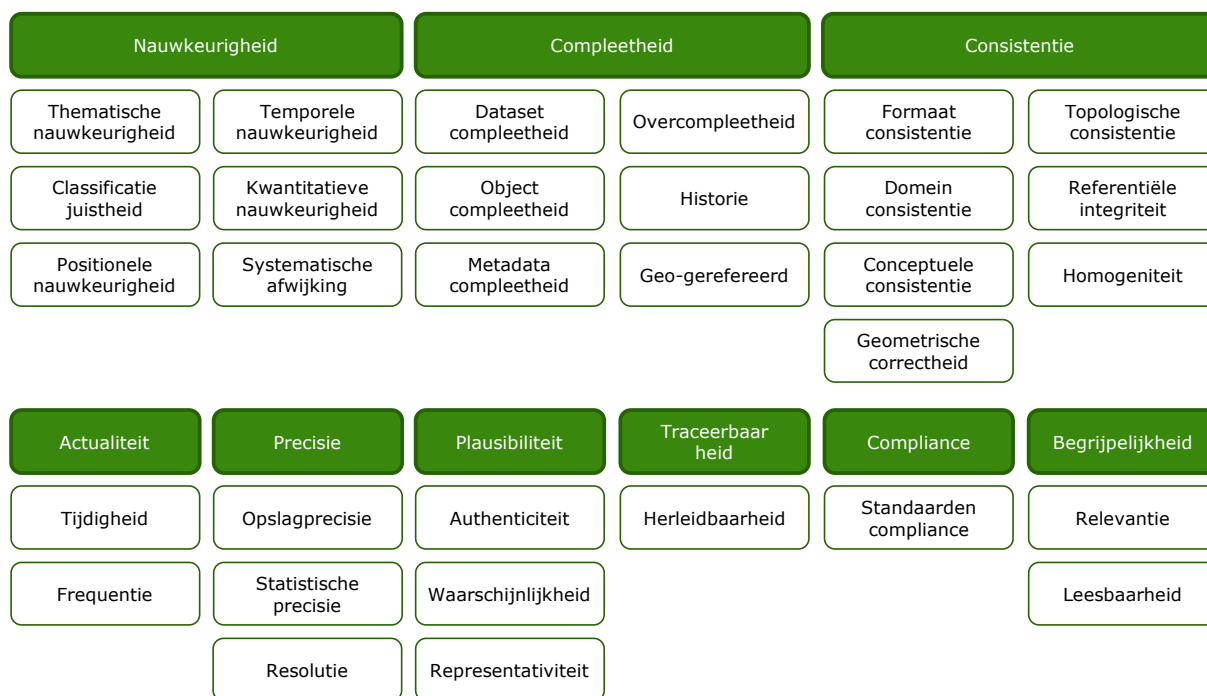 Nauwkeurigheid
Compleetheid
Consistentie
Thematische
nauwkeurigheid
Temporele
nauwkeurigheid
Dataset
compleetheid
Overcompleetheid
Formaat
consistentie
Topologische
consistentie
Classificatie
juistheid
Kwantitatieve
nauwkeurigheid
Object
compleetheid
Historie
Domein
consistentie
Referentiële
integriteit
Positionele
nauwkeurigheid
Systematische
afwijking
Metadata
compleetheid
Geo-gerefereerd
Conceptuele
consistentie
Homogeniteit
Geometrische
correctheid
Actualiteit
Precisie
Plausibiliteit
Traceerbaar
heid
Compliance
Begrijpelijkheid
Tijdigheid
Opslagprecisie
Authenticiteit
Herleidbaarheid
Standaarden
compliance
Relevantie
Frequentie
Statistische
precisie
Waarschijnlijkheid
Leesbaarheid
Resolutie
Representativiteit